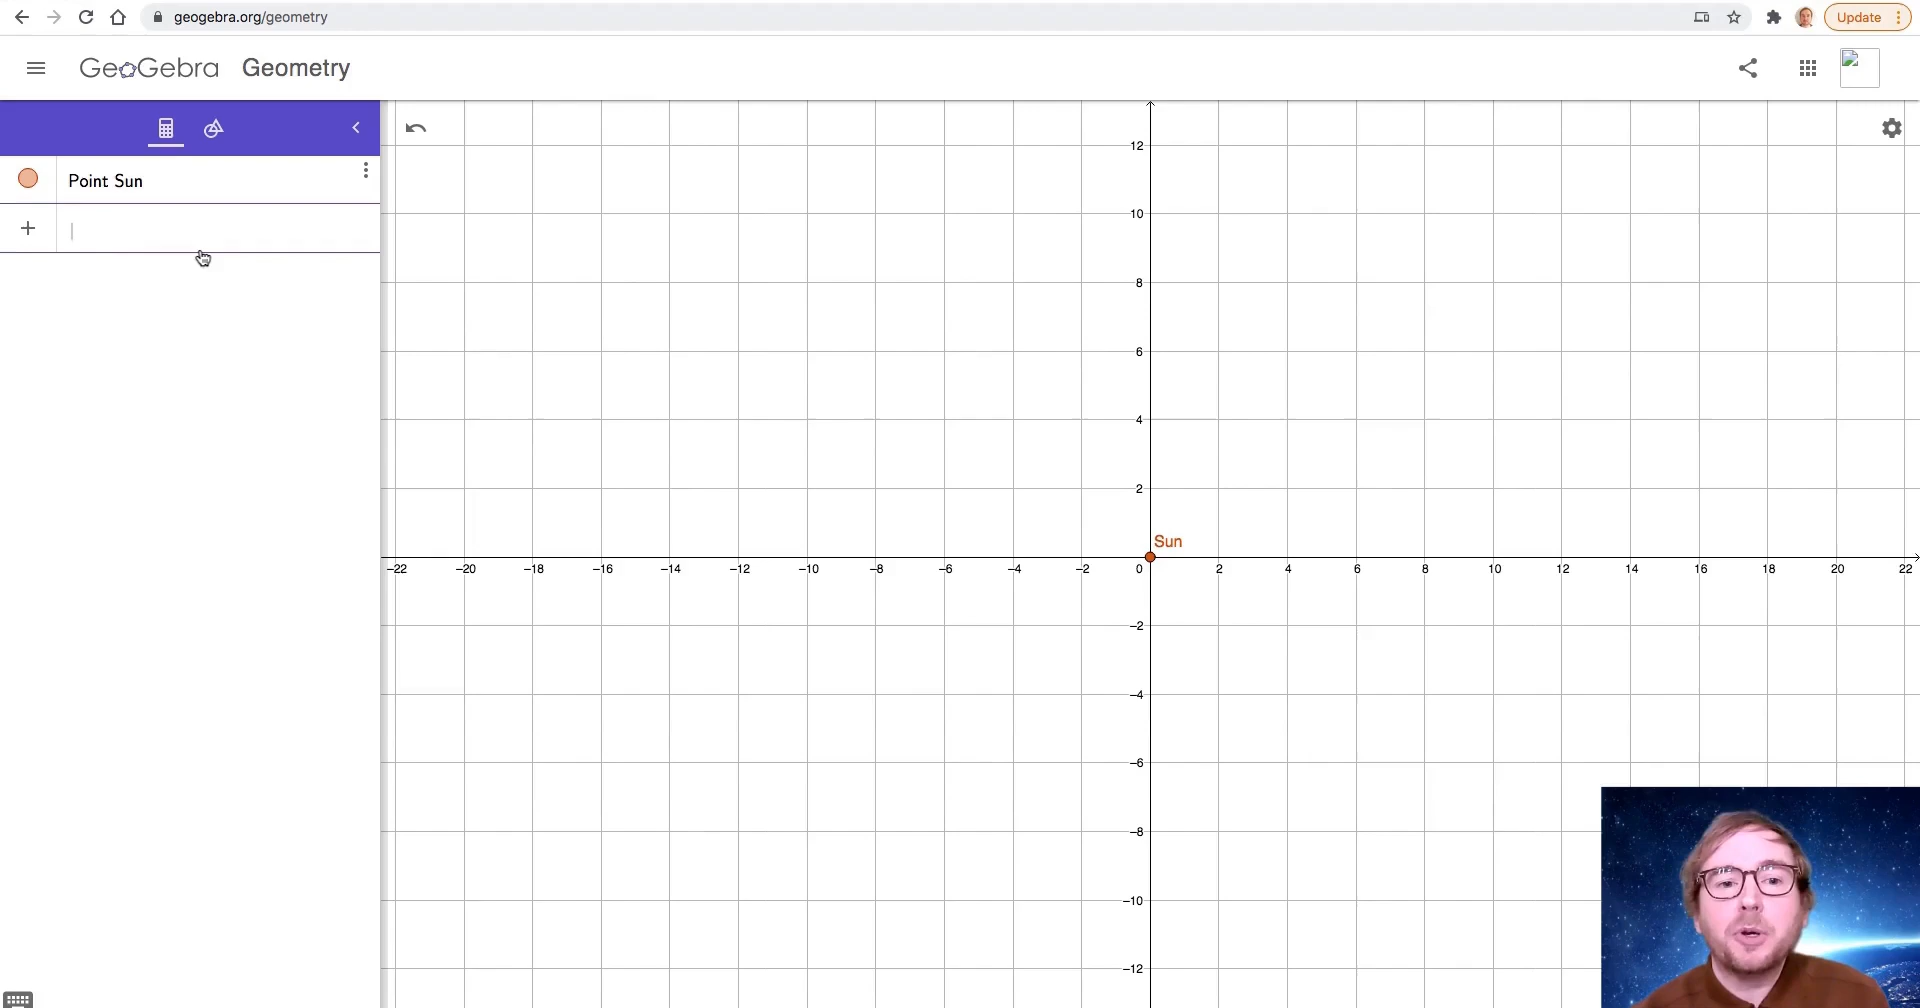 geogebra.org/geometry
Update
GeoGebra Geometry
Point Sun
12
10
8
6
4
2
Sun
−22 −20 −18 −16 −14 −12 −10 −8 −6 −4 −2 0 2 4 6 8 10 12 14 16 18 20 22
−2
−4
−6
−8
−10
−12